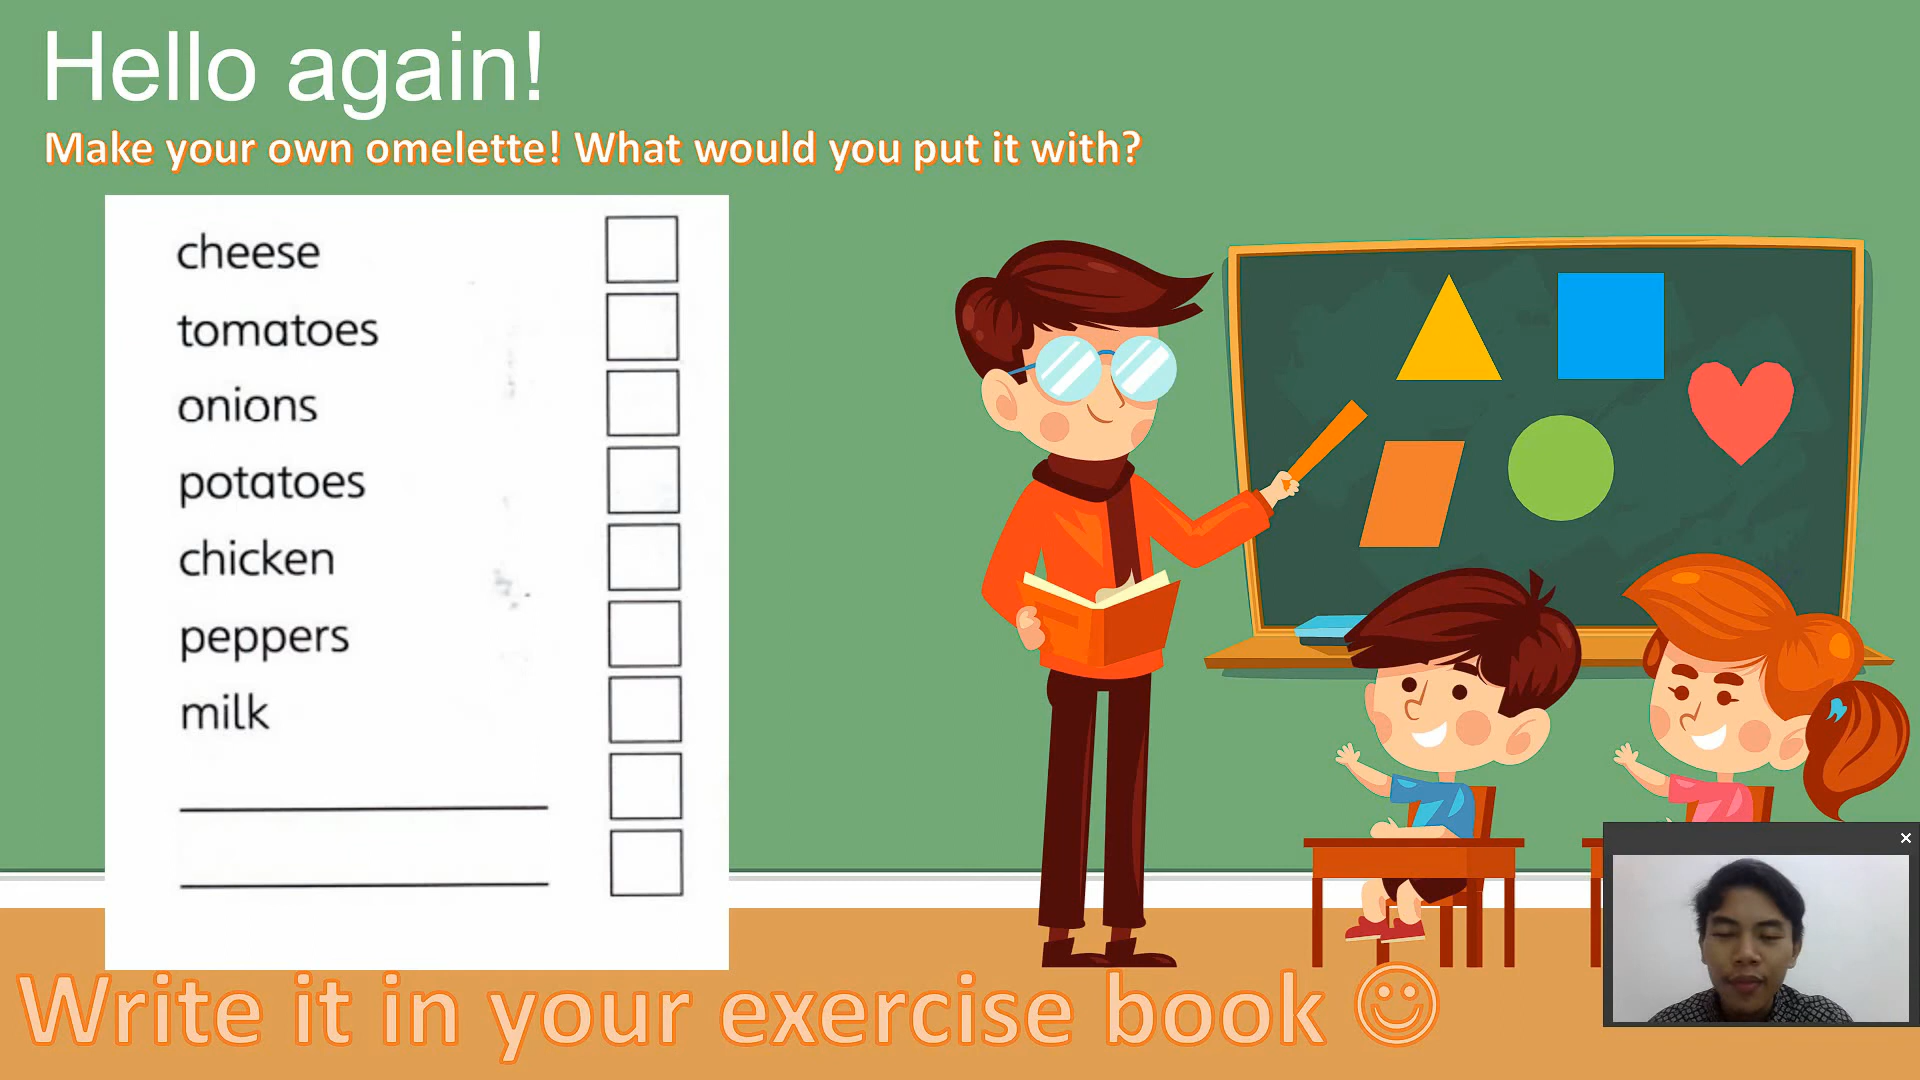 Hello again!
Make your own omelette! What would you put it with?
cheese
tomatoes
onions
potatoes
chicken
peppers
milk
Write it in your exercise book ☺